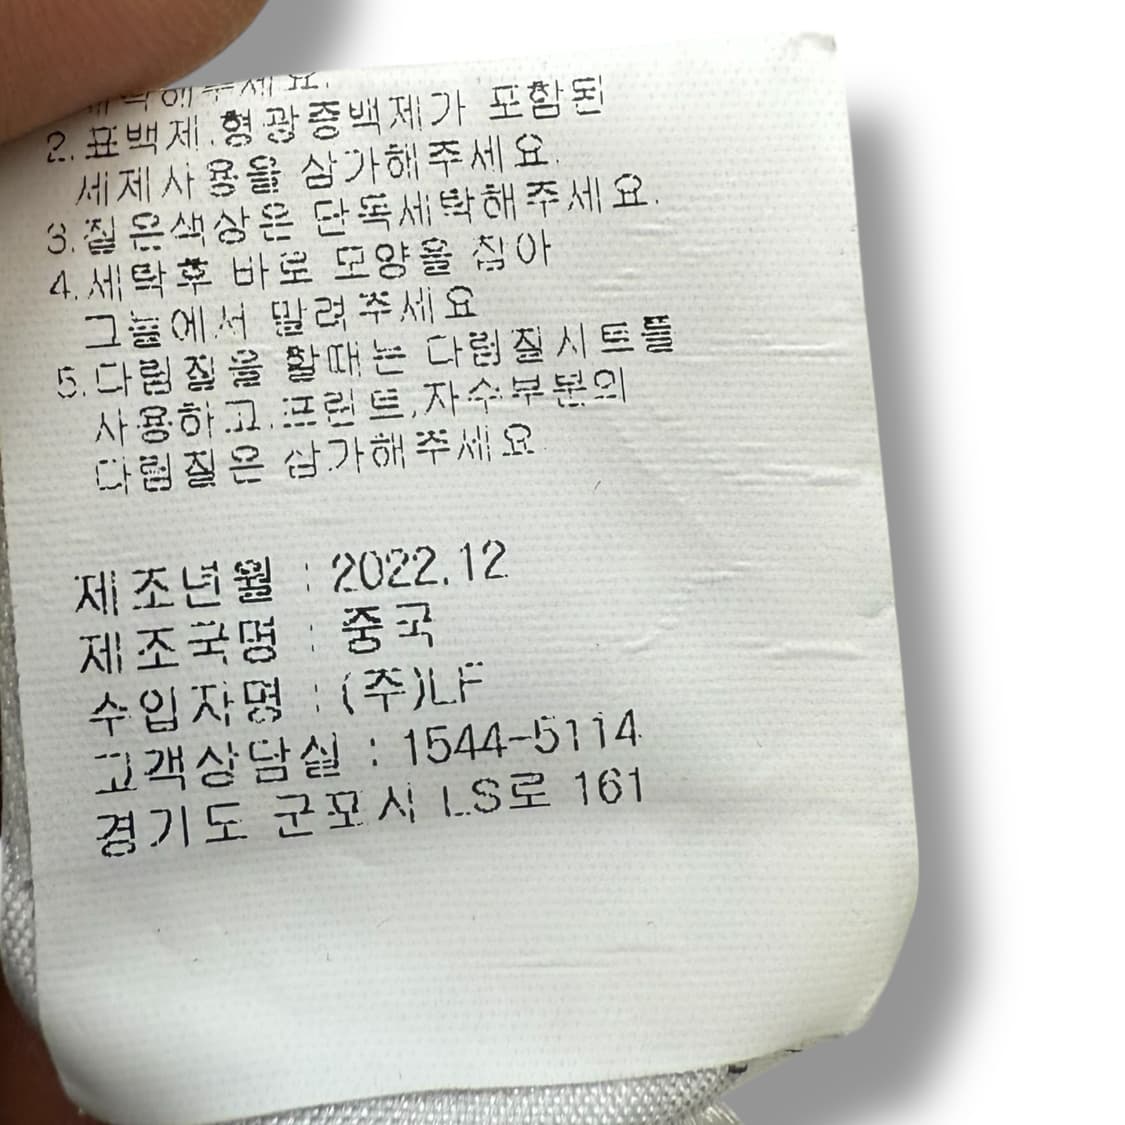 세탁해주세요.
2.표백제.형광증백제가 포함된
세제사용을 삼가해주세요.
3.짙은색상은 단독세탁해주세요.
4.세탁후 바로 모양을 잡아
그늘에서 말려주세요
5.다림질을 할때는 다림질시트를
사용하고.프린트,자수부분의
다림질은 삼가해주세요
제조년월 : 2022.12
제조국명 : 중국
수입자명 : (주)LF
고객상담실 : 1544-5114
경기도 군포시 LS로 161